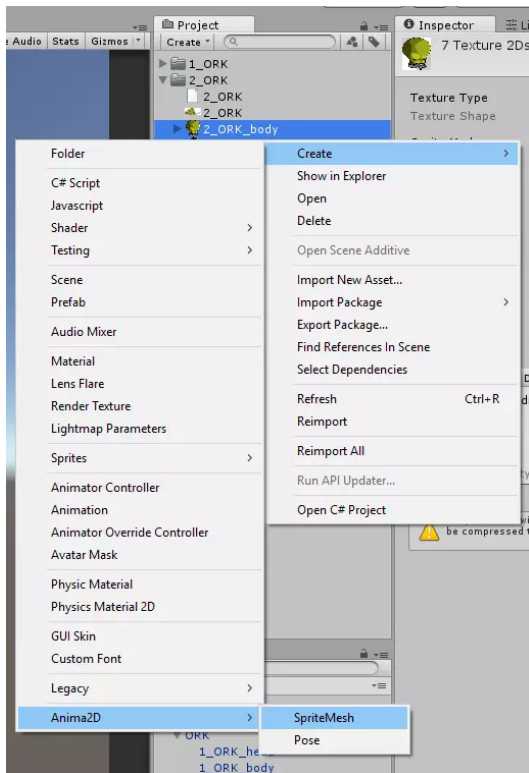 Project
Inspector
Audio Stats Gizmos
Create
7 Texture 2Ds
1_ORK
2_ORK
2_ORK
2_ORK
2_ORK_body
Texture Type
Texture Shape
Folder
C# Script
Javascript
Shader
Testing
Scene
Prefab
Audio Mixer
Material
Lens Flare
Render Texture
Lightmap Parameters
Sprites
Animator Controller
Animation
Animator Override Controller
Avatar Mask
Physic Material
Physics Material 2D
GUI Skin
Custom Font
Legacy
Anima2D
Create
Show in Explorer
Open
Delete
Open Scene Additive
Import New Asset...
Import Package
Export Package...
Find References In Scene
Select Dependencies
Refresh Ctrl+R
Reimport
Reimport All
Run API Updater...
Open C# Project
be compressed
SpriteMesh
Pose
ORK
1_ORK_head
1_ORK_body